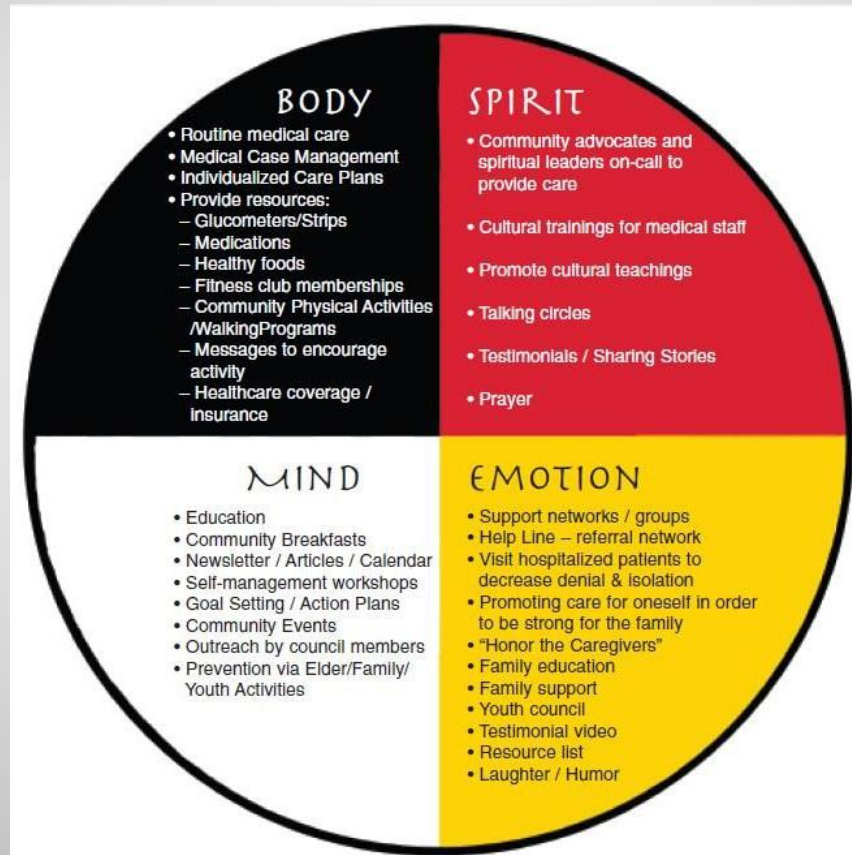 BODY
• Routine medical care
• Medical Case Management
• Individualized Care Plans
• Provide resources:
– Glucometers/Strips
– Medications
– Healthy foods
– Fitness club memberships
– Community Physical Activities
/WalkingPrograms
– Messages to encourage
activity
– Healthcare coverage /
insurance
SPIRIT
• Community advocates and
spiritual leaders on-call to
provide care
• Cultural trainings for medical staff
• Promote cultural teachings
• Talking circles
• Testimonials / Sharing Stories
• Prayer
MIND
• Education
• Community Breakfasts
• Newsletter / Articles / Calendar
• Self-management workshops
• Goal Setting / Action Plans
• Community Events
• Outreach by council members
• Prevention via Elder/Family/
Youth Activities
EMOTION
• Support networks / groups
• Help Line – referral network
• Visit hospitalized patients to
decrease denial & isolation
• Promoting care for oneself in order
to be strong for the family
• “Honor the Caregivers”
• Family education
• Family support
• Youth council
• Testimonial video
• Resource list
• Laughter / Humor